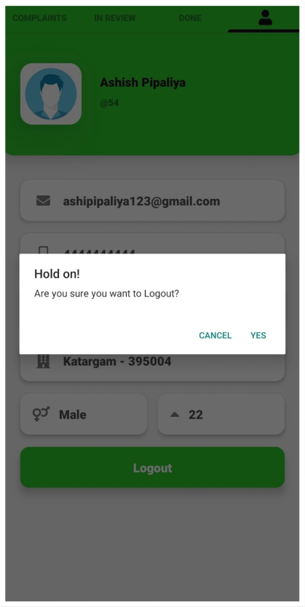 COMPLAINTS IN REVIEW DONE
Ashish Pipaliya
@54
ashipipaliya123@gmail.com
4444444444
Hold on!
Are you sure you want to Logout?
CANCEL YES
Katargam - 395004
Male 22
Logout